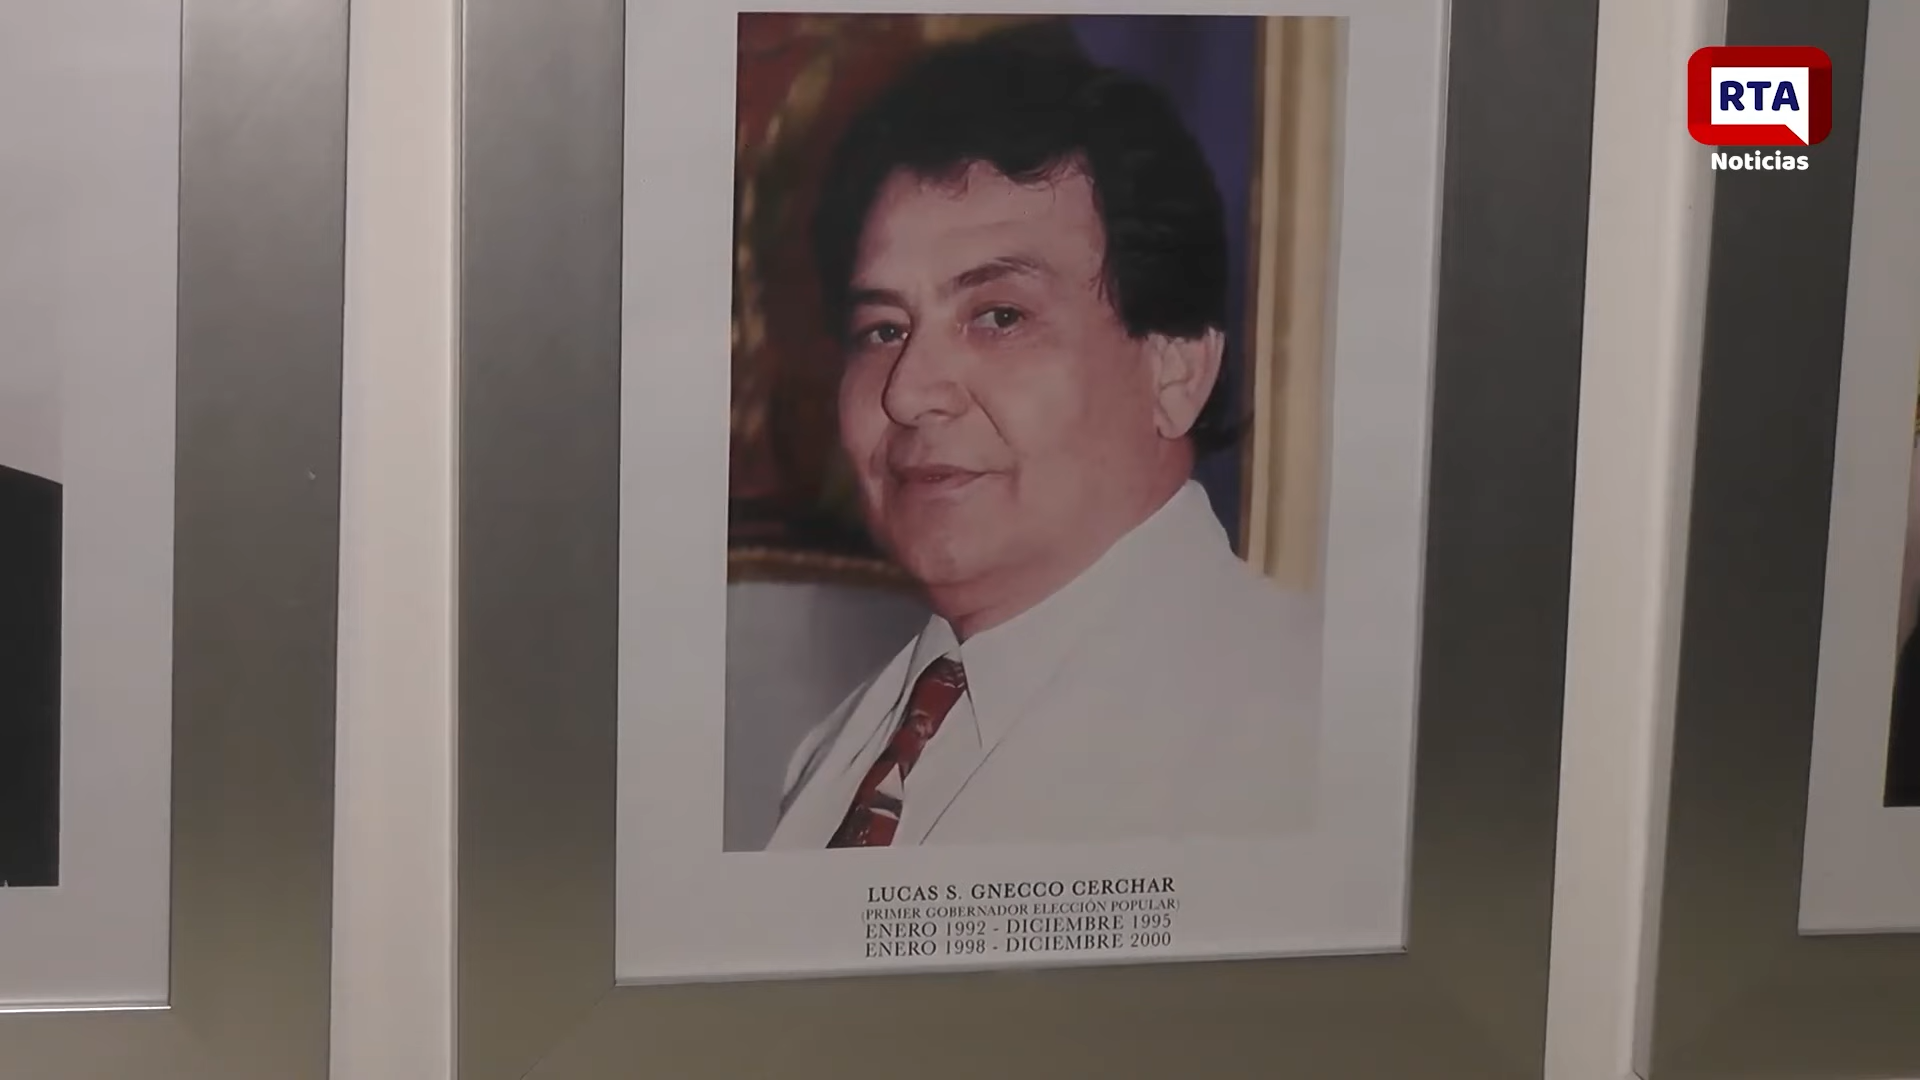 RTA
Noticias
LUCAS S. GNECCO CERCHAR
(PRIMER GOBERNADOR ELECCIÓN POPULAR)
ENERO 1992 - DICIEMBRE 1995
ENERO 1998 - DICIEMBRE 2000